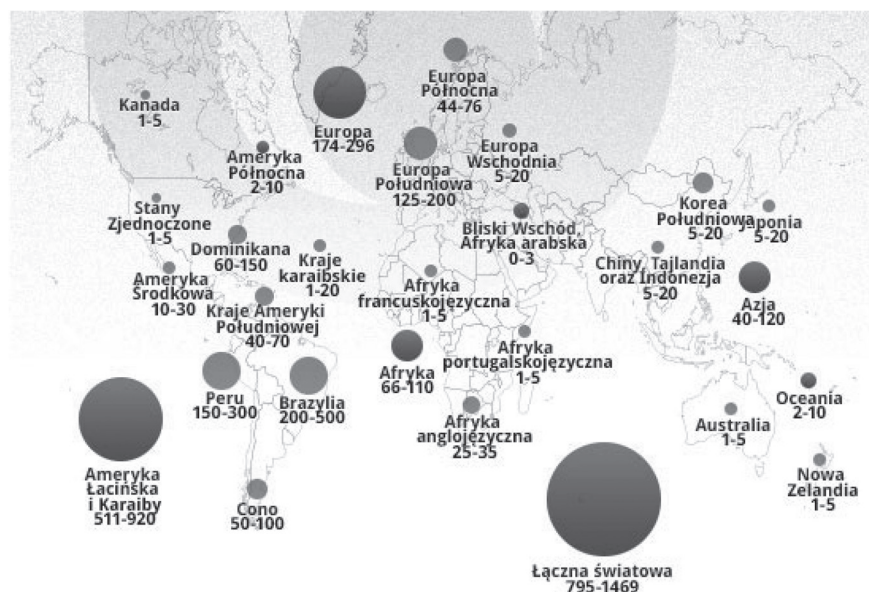 Kanada
1-5
Europa
Północna
44-76
Europa
174-296
Ameryka
Północna
2-10
Europa
Wschodnia
5-20
Europa
Południowa
125-200
Stany
Zjednoczone
1-5
Korea
Południowa
5-20
Japonia
5-20
Dominikana
60-150
Kraje
karaibskie
1-20
Bliski Wschód,
Afryka arabska
0-3
Ameryka
Środkowa
10-30
Afryka
francuskojęzyczna
1-5
Chiny, Tajlandia
oraz Indonezja
5-20
Azja
40-120
Kraje Ameryki
Południowej
40-70
Afryka
66-110
Afryka
portugalskojęzyczna
1-5
Peru
150-300
Brazylia
200-500
Oceania
2-10
Afryka
anglojęzyczna
25-35
Australia
1-5
Ameryka
Łacińska
i Karaiby
511-920
Cono
50-100
Nowa
Zelandia
1-5
Łączna światowa
795-1469